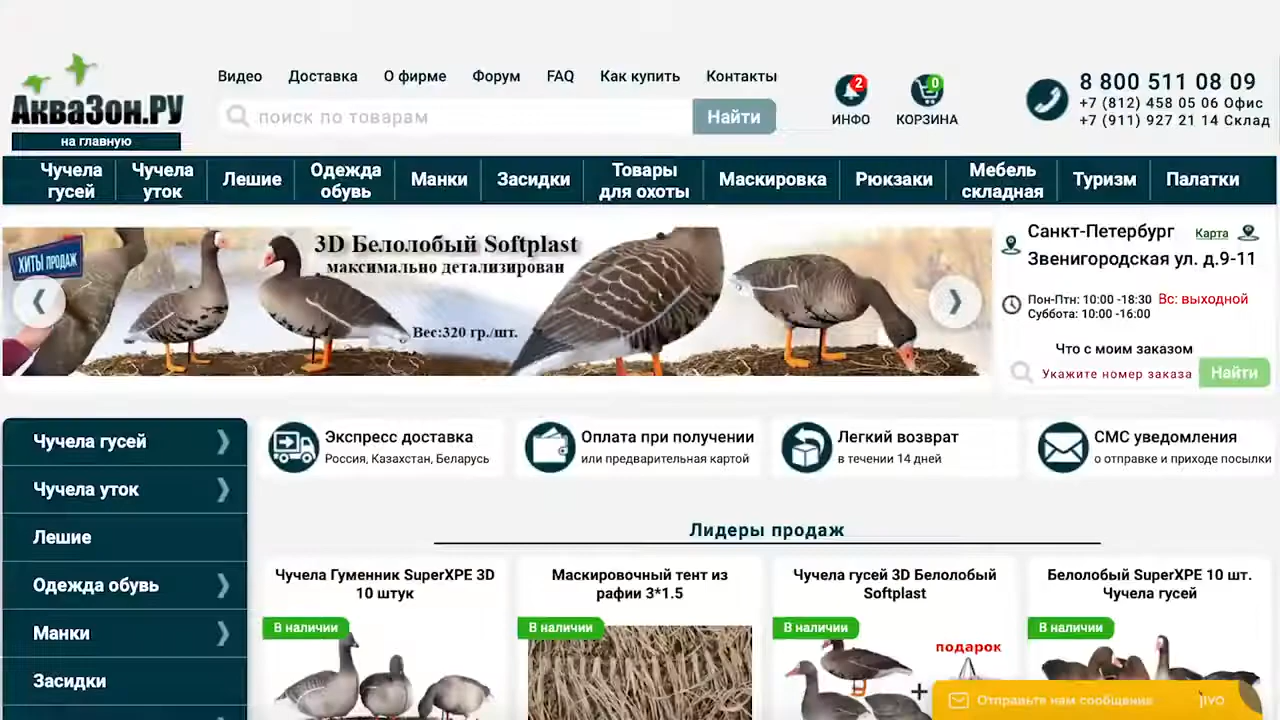 АкваЗон.РУ
на главную
Видео Доставка О фирме Форум FAQ Как купить Контакты
поиск по товарам Найти
2
ИНФО
0
КОРЗИНА
8 800 511 08 09
+7 (812) 458 05 06 Офис
+7 (911) 927 21 14 Склад
Чучела гусей
Чучела уток
Лешие
Одежда обувь
Манки
Засидки
Товары для охоты
Маскировка
Рюкзаки
Мебель складная
Туризм
Палатки
ХИТЫ ПРОДАЖ
3D Белолобый Softplast
максимально детализирован
Вес:320 гр./шт.
Санкт-Петербург Карта
Звенигородская ул. д.9-11
Пон-Птн: 10:00 -18:30 Вс: выходной
Суббота: 10:00 -16:00
Что с моим заказом
Укажите номер заказа Найти
Чучела гусей
Чучела уток
Лешие
Одежда обувь
Манки
Засидки
Экспресс доставка
Россия, Казахстан, Беларусь
Оплата при получении
или предварительная картой
Легкий возврат
в течении 14 дней
СМС уведомления
о отправке и приходе посылки
Лидеры продаж
Чучела Гуменник SuperXPE 3D
10 штук
В наличии
Маскировочный тент из
рафии 3*1.5
В наличии
Чучела гусей 3D Белолобый
Softplast
В наличии
подарок
+
Белолобый SuperXPE 10 шт.
Чучела гусей
В наличии
Отправьте нам сообщение jivo